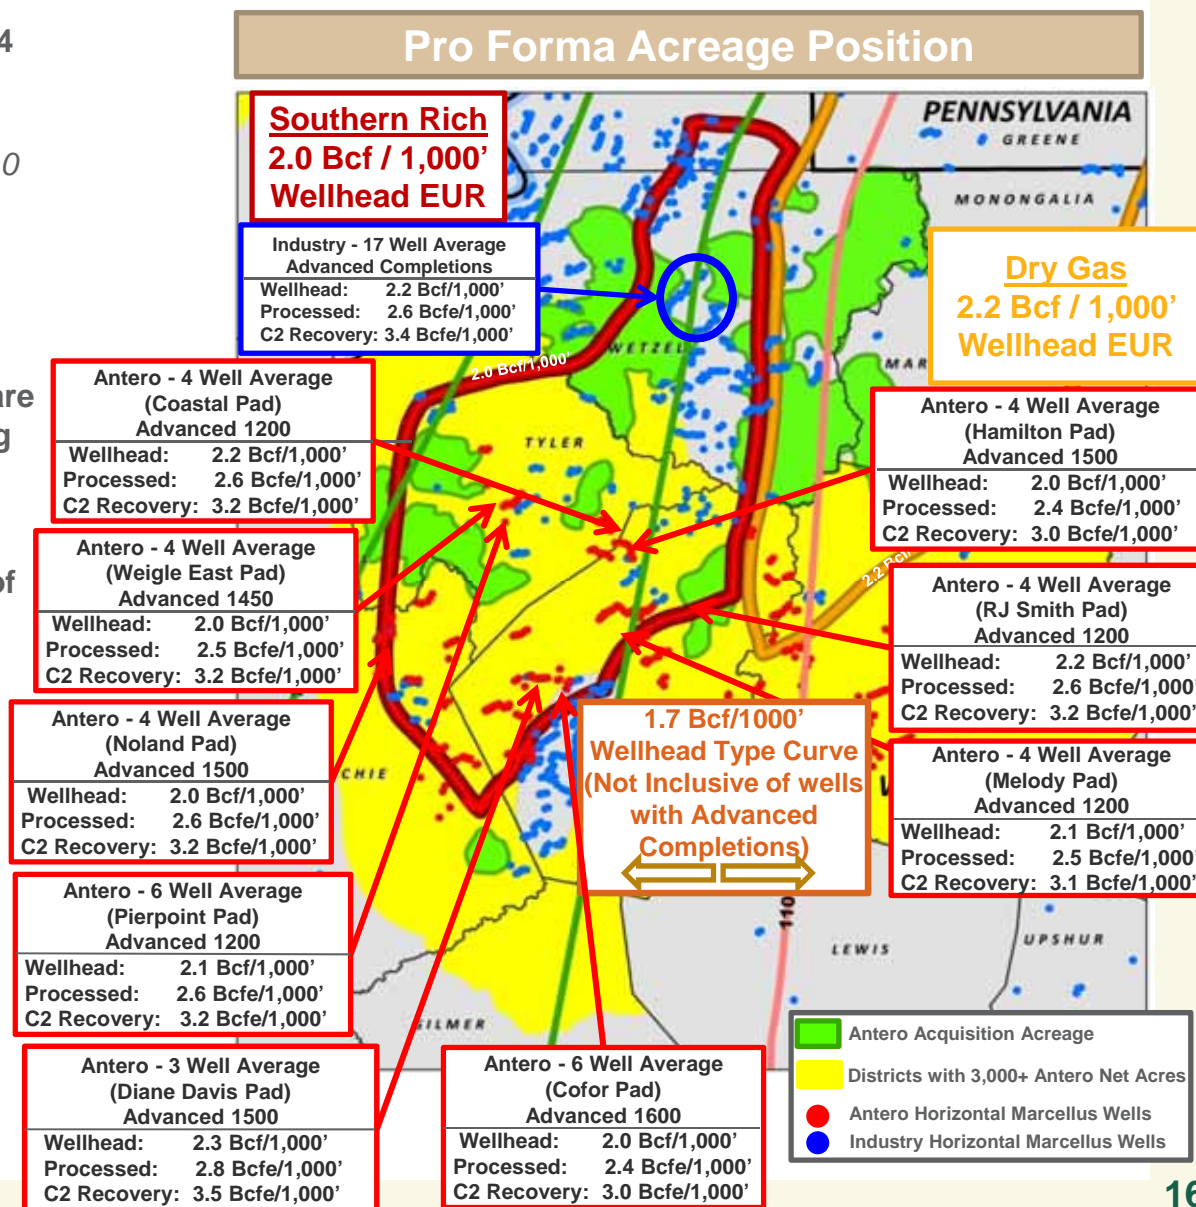 4
0
are
g
of
Pro Forma Acreage Position
Southern Rich
2.0 Bcf / 1,000'
Wellhead EUR
PENNSYLVANIA
GREENE
MONONGALIA
Industry - 17 Well Average
Advanced Completions
Wellhead: 2.2 Bcf/1,000'
Processed: 2.6 Bcfe/1,000'
C2 Recovery: 3.4 Bcfe/1,000'
Dry Gas
2.2 Bcf / 1,000'
Wellhead EUR
WETZEL
MAR
2.0 Bcf/1,000'
TYLER
Antero - 4 Well Average
(Coastal Pad)
Advanced 1200
Wellhead: 2.2 Bcf/1,000'
Processed: 2.6 Bcfe/1,000'
C2 Recovery: 3.2 Bcfe/1,000'
Antero - 4 Well Average
(Hamilton Pad)
Advanced 1500
Wellhead: 2.0 Bcf/1,000'
Processed: 2.4 Bcfe/1,000'
C2 Recovery: 3.0 Bcfe/1,000'
Antero - 4 Well Average
(Weigle East Pad)
Advanced 1450
Wellhead: 2.0 Bcf/1,000'
Processed: 2.5 Bcfe/1,000'
C2 Recovery: 3.2 Bcfe/1,000'
2.2 Bcf
Antero - 4 Well Average
(RJ Smith Pad)
Advanced 1200
Wellhead: 2.2 Bcf/1,000'
Processed: 2.6 Bcfe/1,000'
C2 Recovery: 3.2 Bcfe/1,000'
Antero - 4 Well Average
(Noland Pad)
Advanced 1500
Wellhead: 2.0 Bcf/1,000'
Processed: 2.6 Bcfe/1,000'
C2 Recovery: 3.2 Bcfe/1,000'
CHIE
1.7 Bcf/1000'
Wellhead Type Curve
(Not Inclusive of wells
with Advanced
Completions)
Antero - 4 Well Average
(Melody Pad)
Advanced 1200
Wellhead: 2.1 Bcf/1,000'
Processed: 2.5 Bcfe/1,000'
C2 Recovery: 3.1 Bcfe/1,000'
Antero - 6 Well Average
(Pierpoint Pad)
Advanced 1200
Wellhead: 2.1 Bcf/1,000'
Processed: 2.6 Bcfe/1,000'
C2 Recovery: 3.2 Bcfe/1,000'
110
LEWIS
UPSHUR
GILMER
Antero - 3 Well Average
(Diane Davis Pad)
Advanced 1500
Wellhead: 2.3 Bcf/1,000'
Processed: 2.8 Bcfe/1,000'
C2 Recovery: 3.5 Bcfe/1,000'
Antero - 6 Well Average
(Cofor Pad)
Advanced 1600
Wellhead: 2.0 Bcf/1,000'
Processed: 2.4 Bcfe/1,000'
C2 Recovery: 3.0 Bcfe/1,000'
Antero Acquisition Acreage
Districts with 3,000+ Antero Net Acres
Antero Horizontal Marcellus Wells
Industry Horizontal Marcellus Wells
16